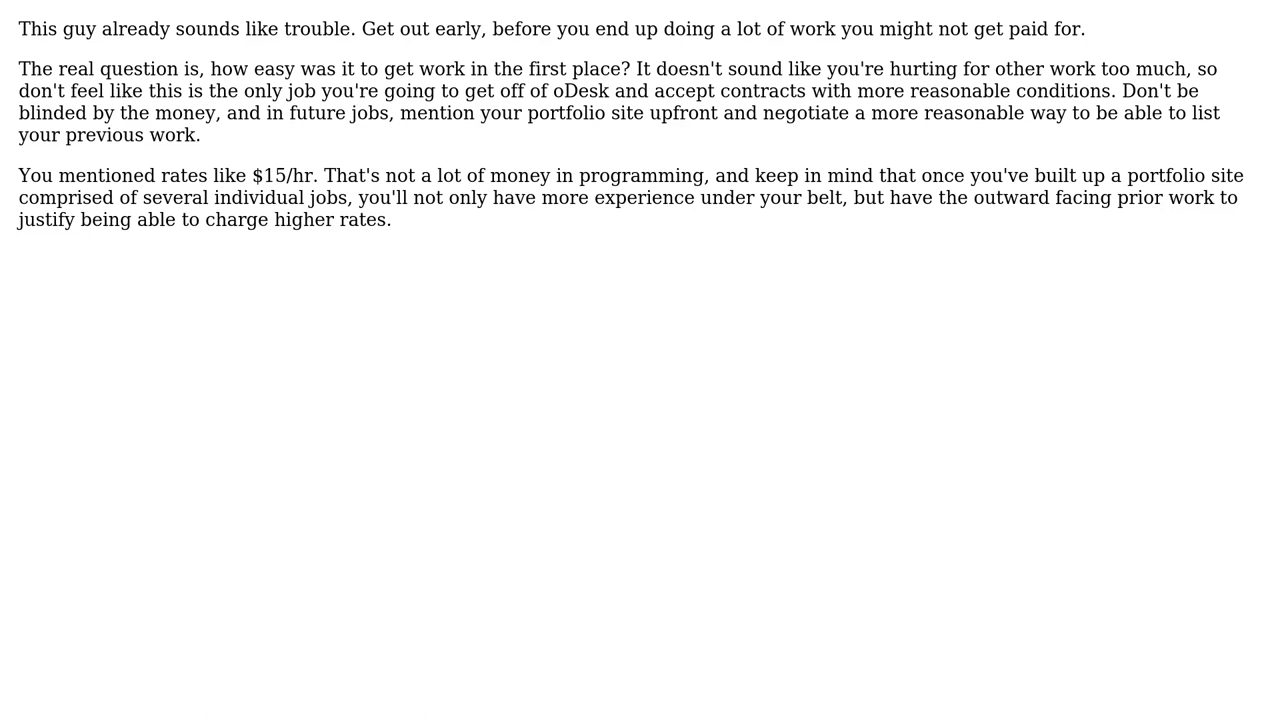 This guy already sounds like trouble. Get out early, before you end up doing a lot of work you might not get paid for.
The real question is, how easy was it to get work in the first place? It doesn't sound like you're hurting for other work too much, so
don't feel like this is the only job you're going to get off of oDesk and accept contracts with more reasonable conditions. Don't be
blinded by the money, and in future jobs, mention your portfolio site upfront and negotiate a more reasonable way to be able to list
your previous work.
You mentioned rates like $15/hr. That's not a lot of money in programming, and keep in mind that once you've built up a portfolio site
comprised of several individual jobs, you'll not only have more experience under your belt, but have the outward facing prior work to
justify being able to charge higher rates.